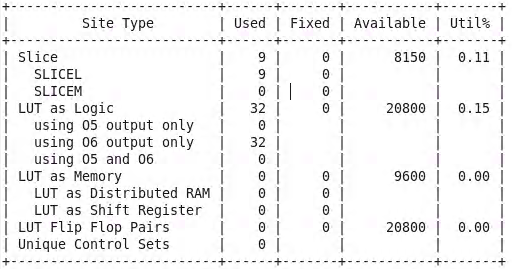 +--------------------------+------+-------+-----------+-------+
|         Site Type        | Used | Fixed | Available | Util% |
+--------------------------+------+-------+-----------+-------+
| Slice                    |    9 |     0 |      8150 |  0.11 |
|   SLICEL                 |    9 |     0 |           |       |
|   SLICEM                 |    0 |     0 |           |       |
| LUT as Logic             |   32 |     0 |     20800 |  0.15 |
|   using O5 output only   |    0 |       |           |       |
|   using O6 output only   |   32 |       |           |       |
|   using O5 and O6        |    0 |       |           |       |
| LUT as Memory            |    0 |     0 |      9600 |  0.00 |
|   LUT as Distributed RAM |    0 |     0 |           |       |
|   LUT as Shift Register  |    0 |     0 |           |       |
| LUT Flip Flop Pairs      |    0 |     0 |     20800 |  0.00 |
| Unique Control Sets      |    0 |       |           |       |
+--------------------------+------+-------+-----------+-------+